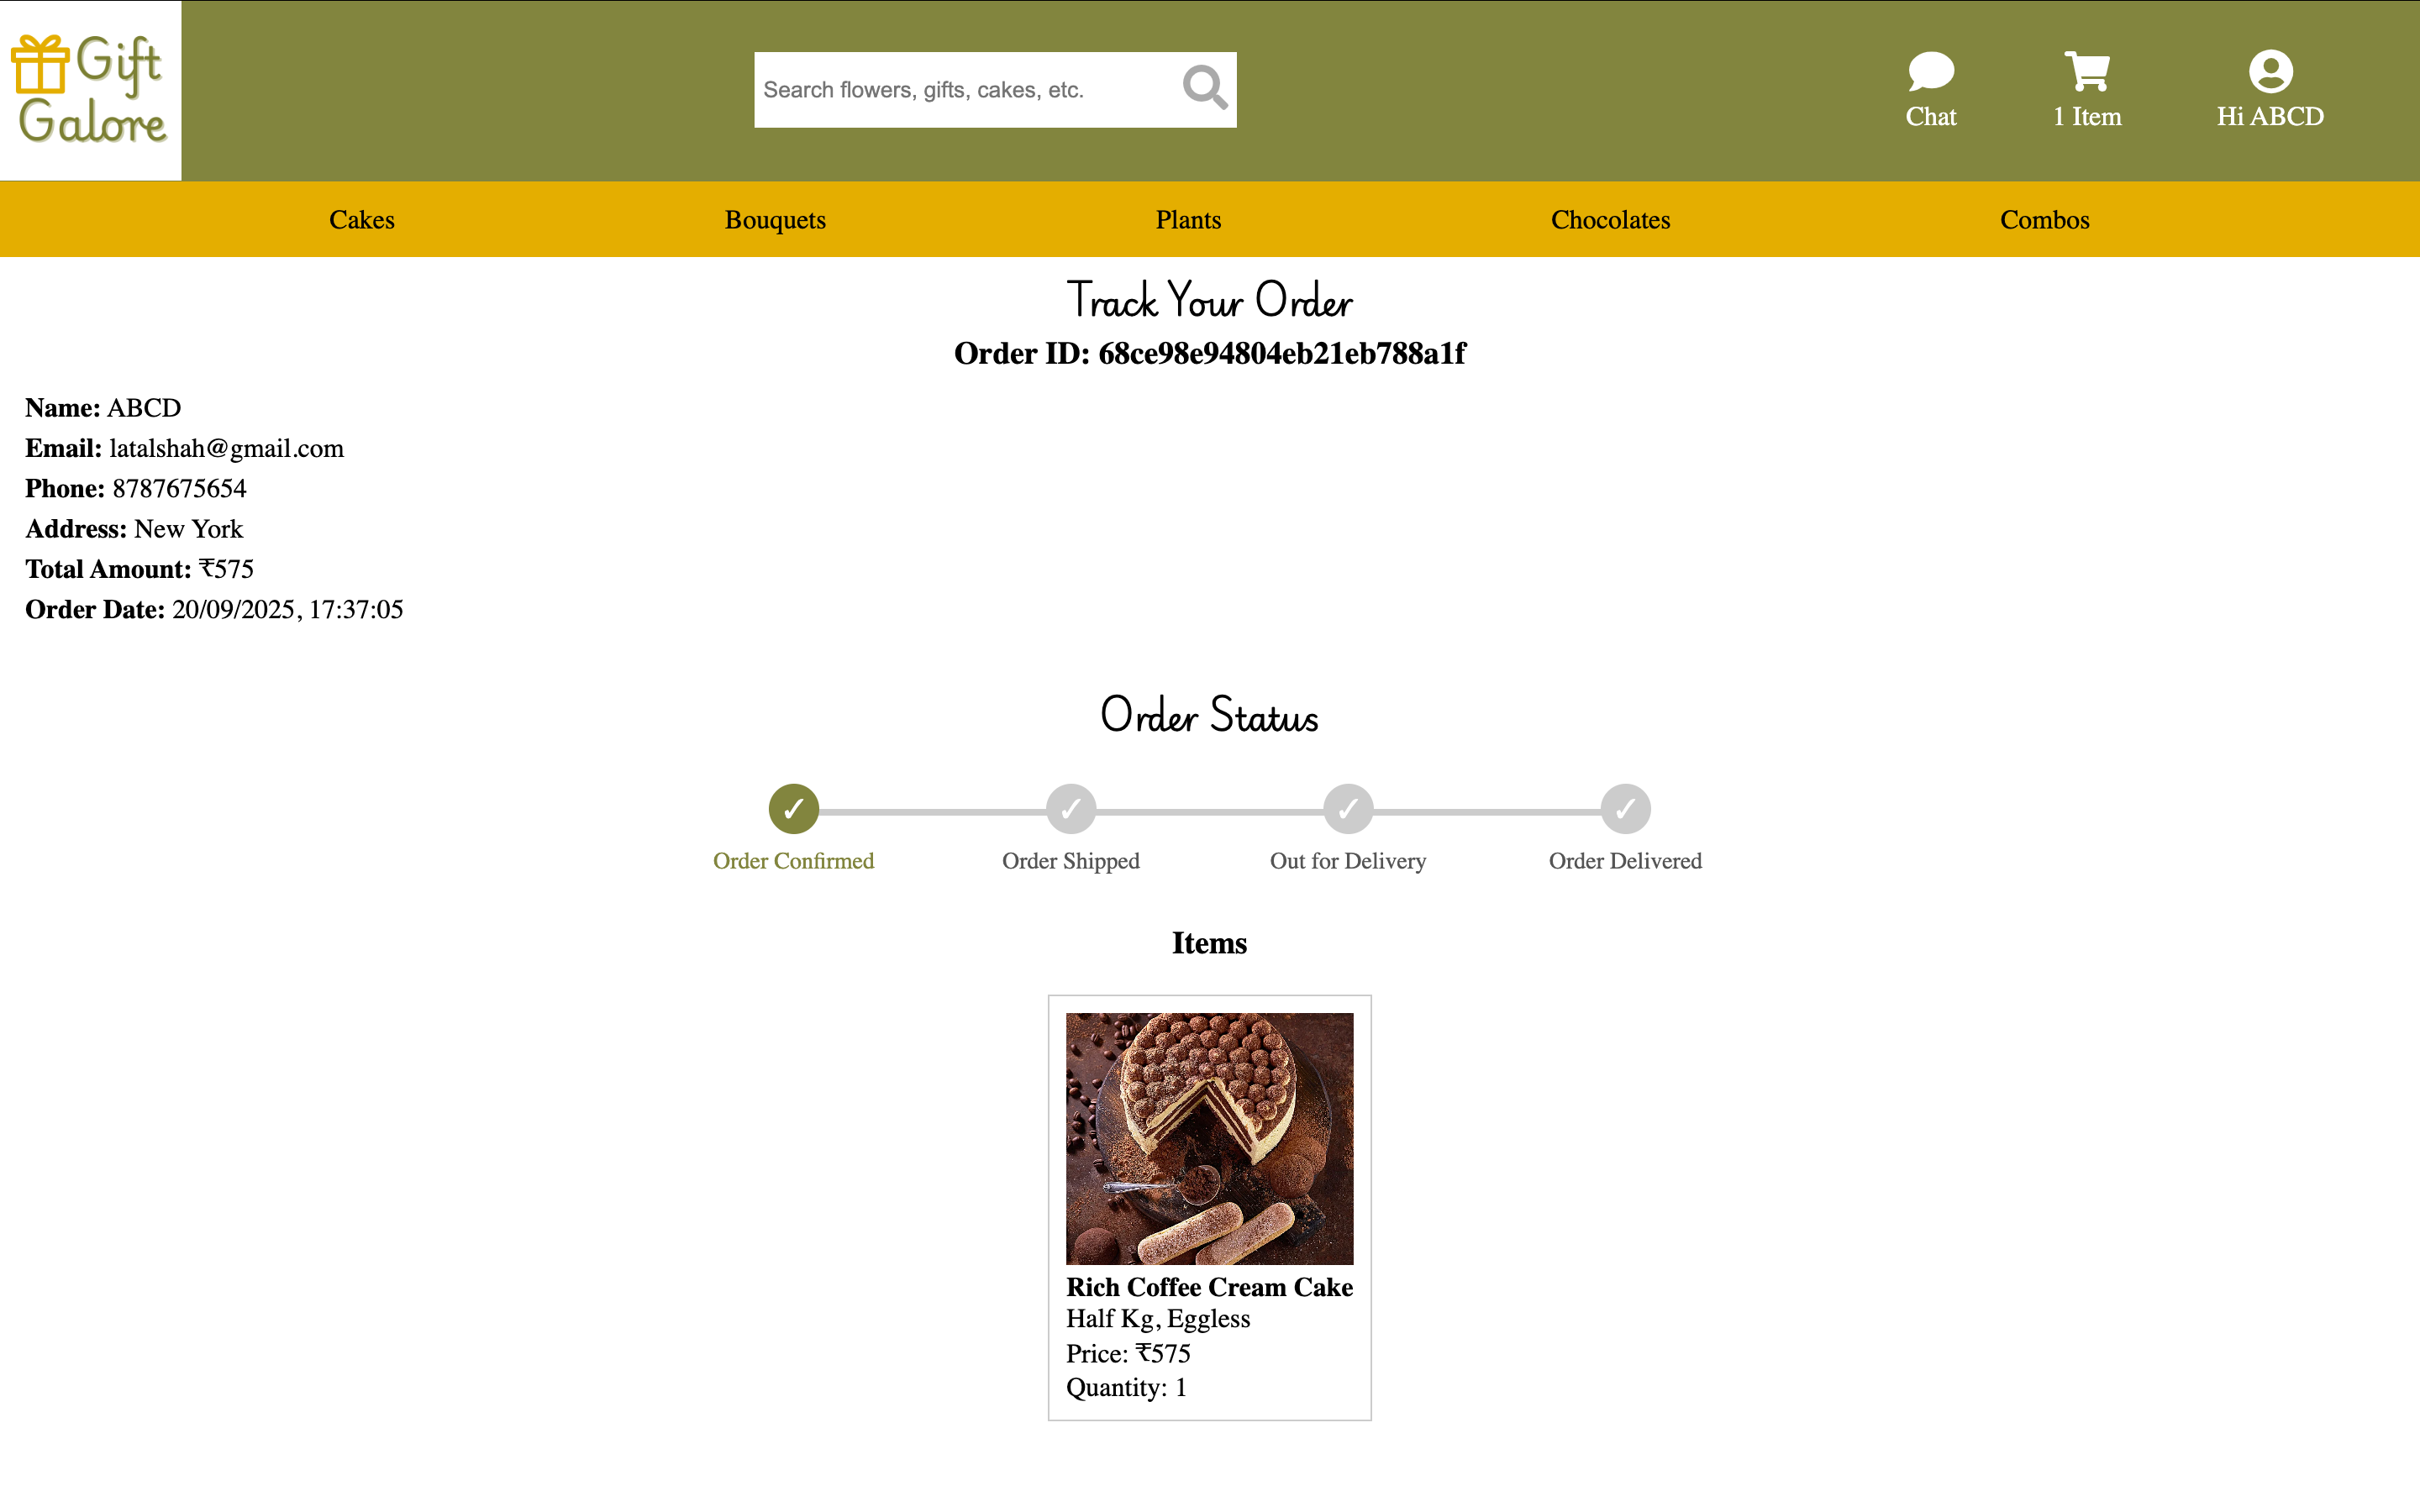 Gift
Galore
Search flowers, gifts, cakes, etc.
Chat
1 Item
Hi ABCD
Cakes
Bouquets
Plants
Chocolates
Combos
Track Your Order
Order ID: 68ce98e94804eb21eb788a1f
Name: ABCD
Email: latalshah@gmail.com
Phone: 8787675654
Address: New York
Total Amount: ₹575
Order Date: 20/09/2025, 17:37:05
Order Status
Order Confirmed
Order Shipped
Out for Delivery
Order Delivered
Items
Rich Coffee Cream Cake
Half Kg, Eggless
Price: ₹575
Quantity: 1